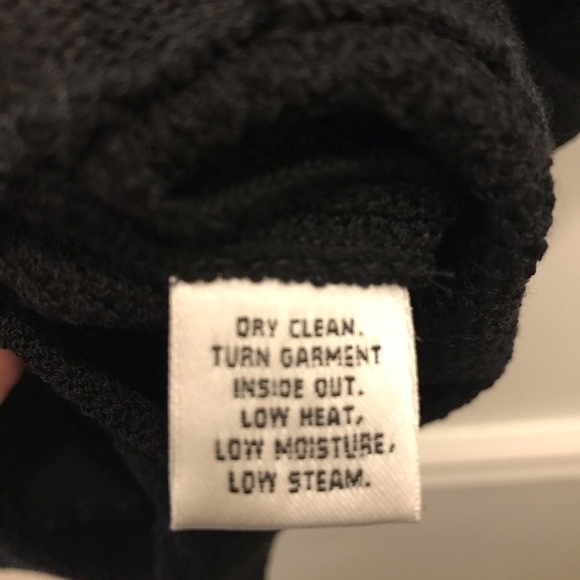 DRY CLEAN.
TURN GARMENT
INSIDE OUT.
LOW HEAT,
LOW MOISTURE,
LOW STEAM.